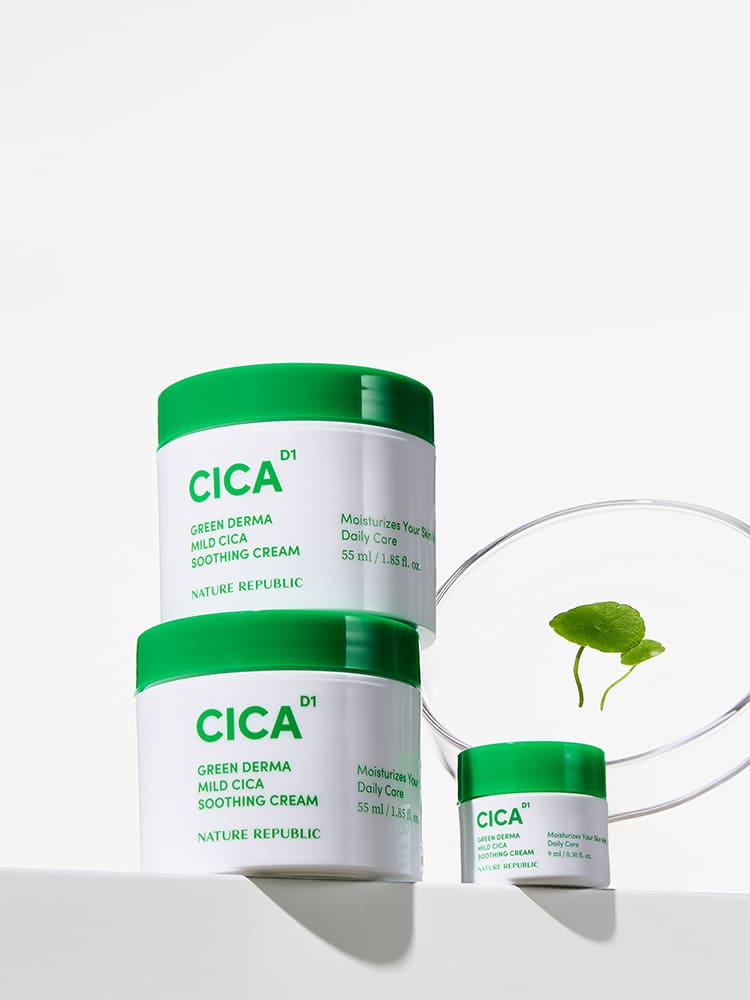 CICA D1
GREEN DERMA
MILD CICA
SOOTHING CREAM
NATURE REPUBLIC
Moisturizes Your Skin
Daily Care
55 ml / 1.85 fl. oz.
CICA D1
GREEN DERMA
MILD CICA
SOOTHING CREAM
NATURE REPUBLIC
Moisturizes Your
Daily Care
55 ml / 1.85 fl. oz.
CICA D1
GREEN DERMA
MILD CICA
SOOTHING CREAM
NATURE REPUBLIC
Moisturizes Your Skin
Daily Care
9 ml / 0.30 fl. oz.